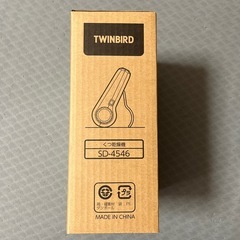 TWINBIRD
くつ乾燥機
SD-4546
MADE IN CHINA